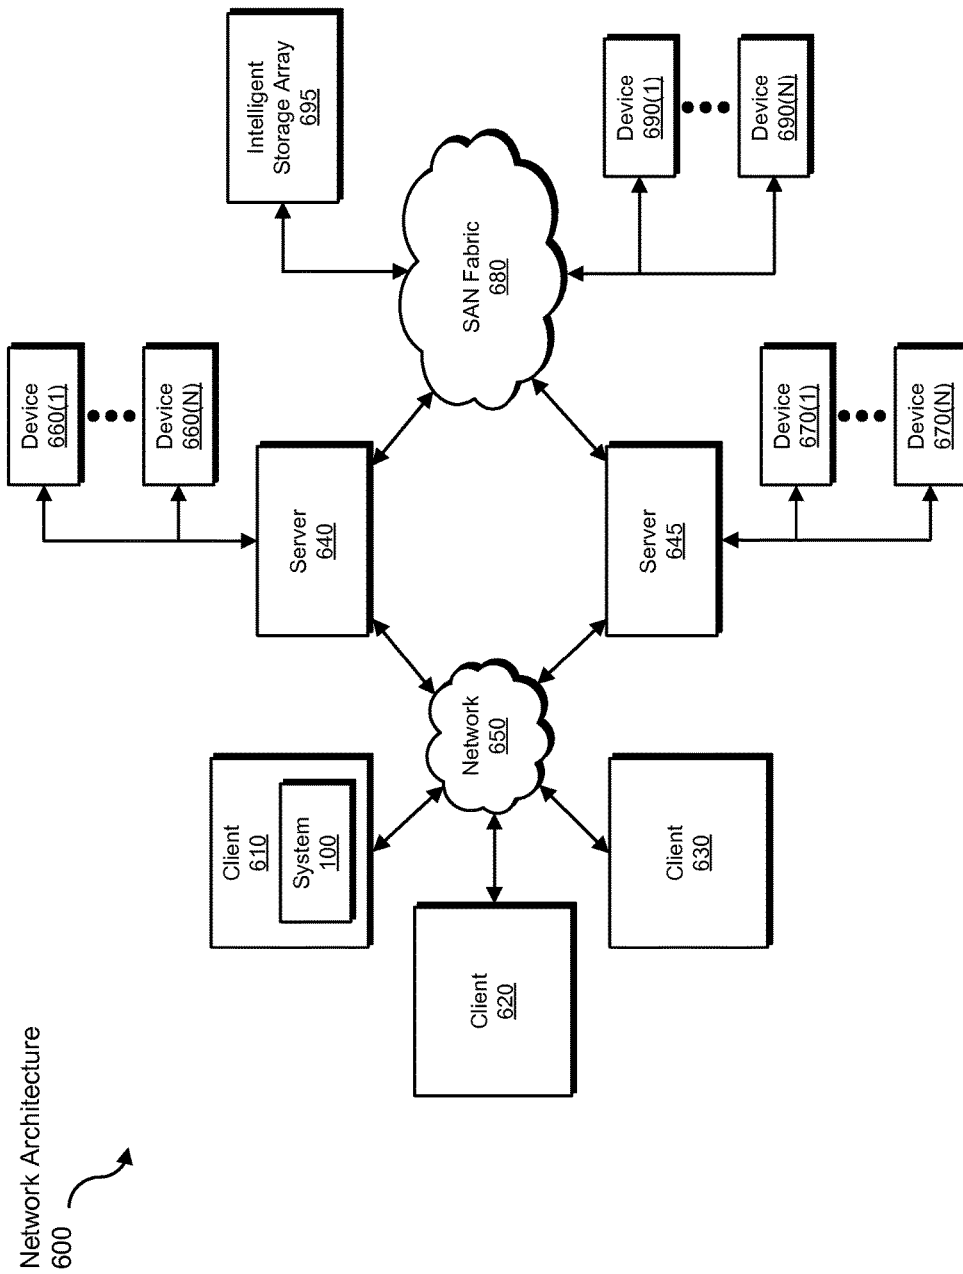 Network Architecture
600
Client
610
System
100
Client
620
Client
630
Network
650
Server
640
Server
645
Device
660(1)
Device
660(N)
Device
670(1)
Device
670(N)
SAN Fabric
680
Intelligent
Storage Array
695
Device
690(1)
Device
690(N)